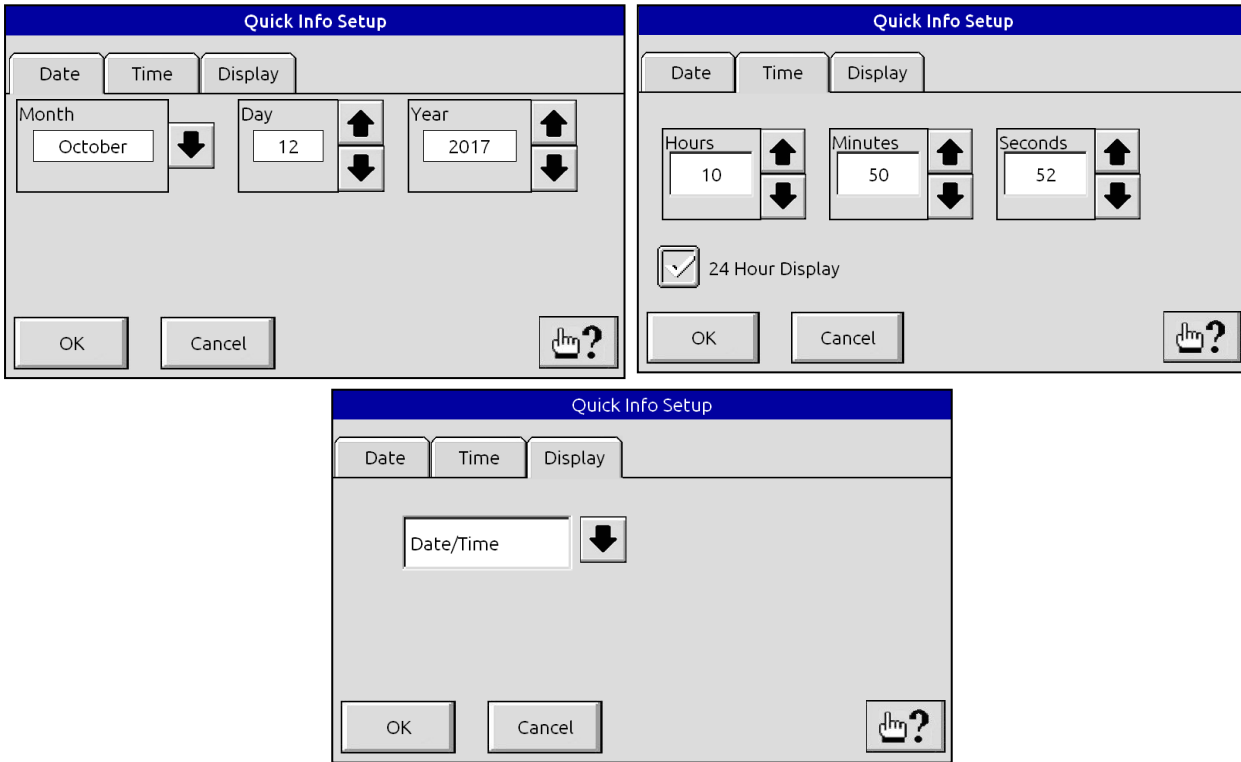 Quick Info Setup
Date Time Display
Month Day Year
October 12 2017
OK Cancel ?
Quick Info Setup
Date Time Display
Hours Minutes Seconds
10 50 52
24 Hour Display
OK Cancel ?
Quick Info Setup
Date Time Display
Date/Time
OK Cancel ?